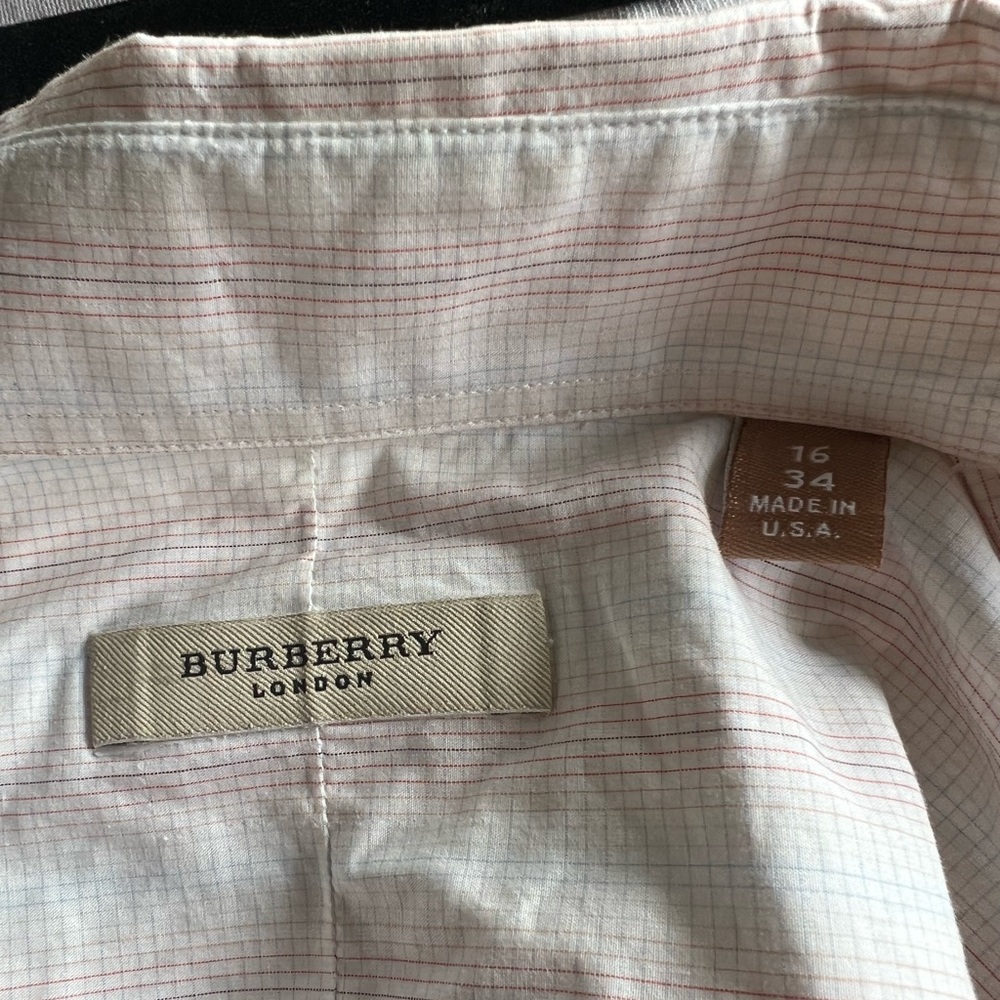 16
34
MADE IN
U.S.A.
BURBERRY
LONDON